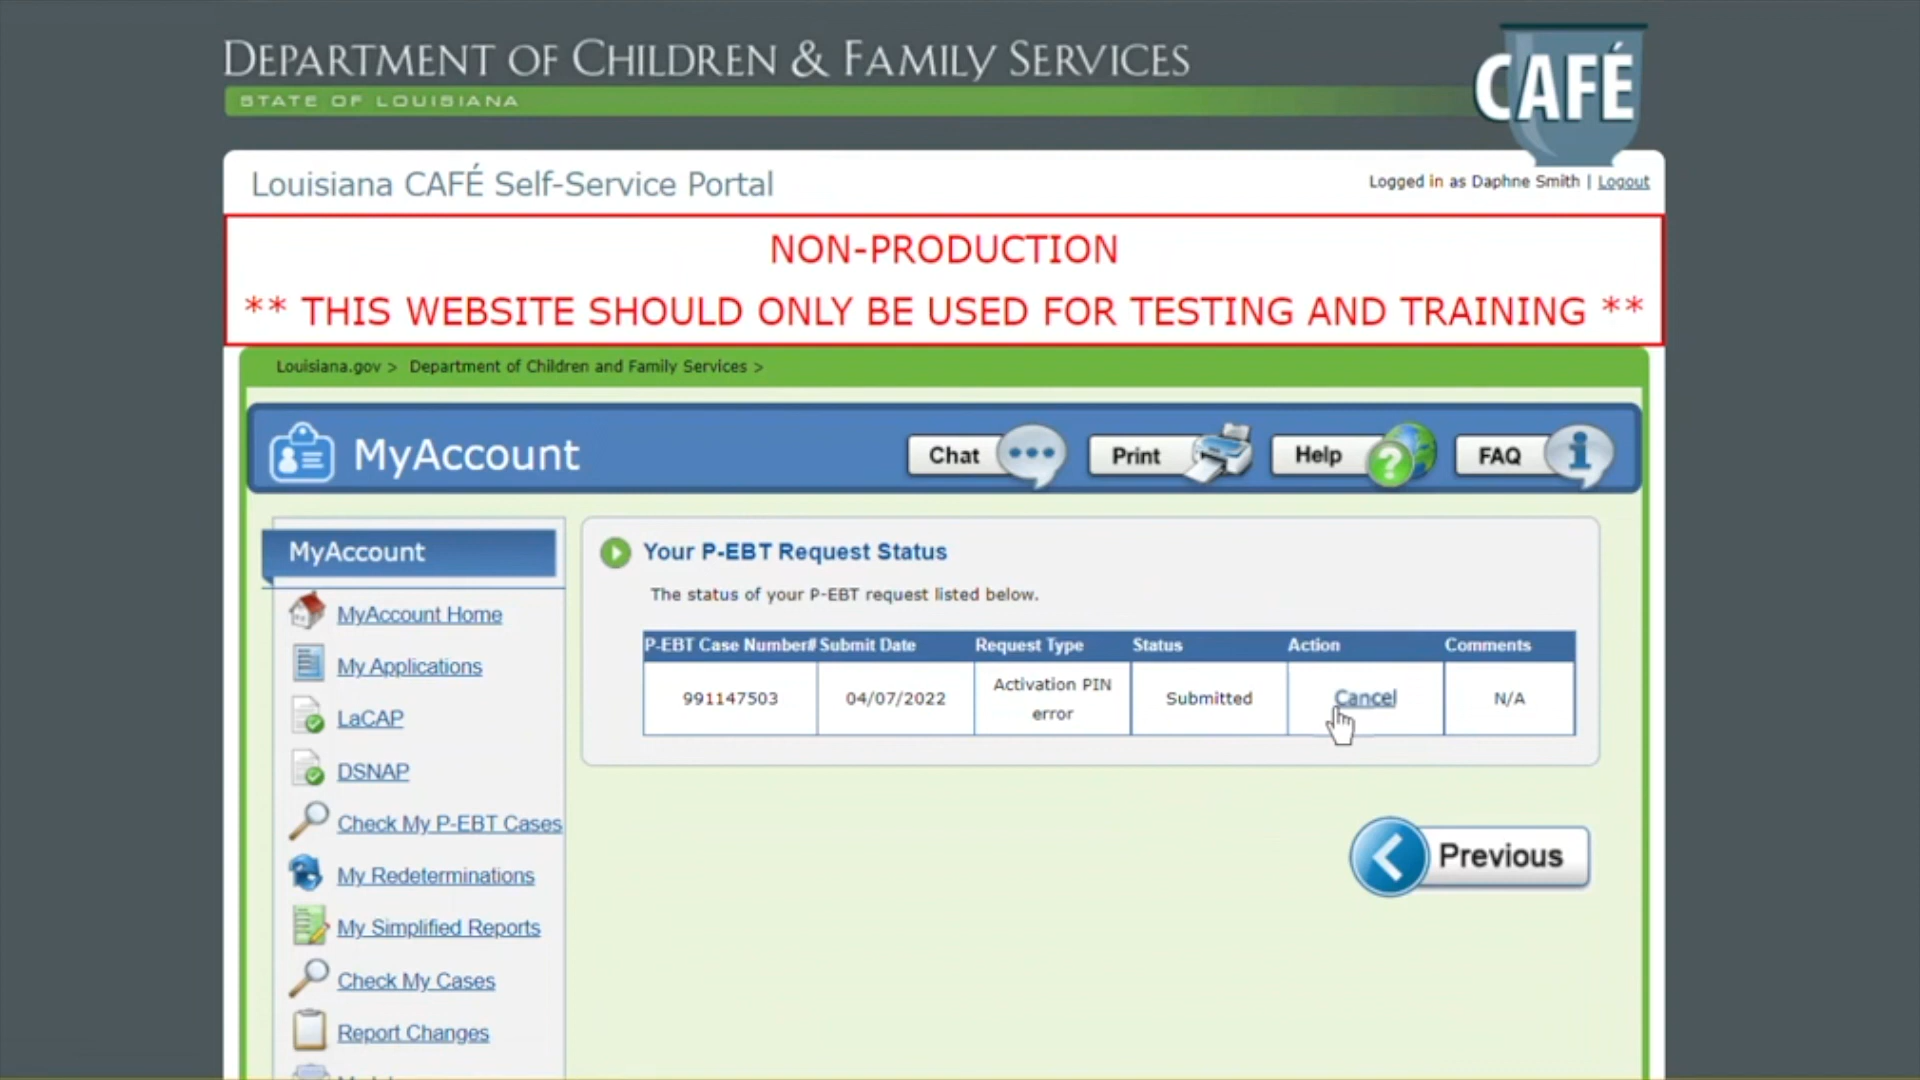 DEPARTMENT OF CHILDREN & FAMILY SERVICES
STATE OF LOUISIANA
CAFÉ
Louisiana CAFÉ Self-Service Portal
Logged in as Daphne Smith | Logout
NON-PRODUCTION
** THIS WEBSITE SHOULD ONLY BE USED FOR TESTING AND TRAINING **
Louisiana.gov > Department of Children and Family Services >
MyAccount
Chat
Print
Help
FAQ
MyAccount
MyAccount Home
My Applications
LaCAP
DSNAP
Check My P-EBT Cases
My Redeterminations
My Simplified Reports
Check My Cases
Report Changes
Your P-EBT Request Status
The status of your P-EBT request listed below.
P-EBT Case Number# Submit Date Request Type Status Action Comments
991147503 04/07/2022 Activation PIN error Submitted Cancel N/A
Previous